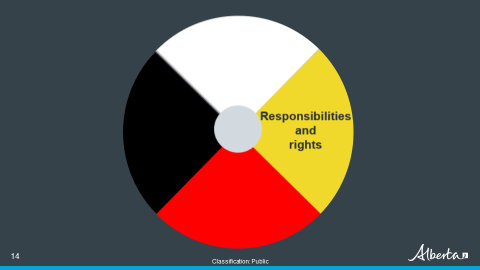 Responsibilities
and
rights
14
Classification: Public
Alberta